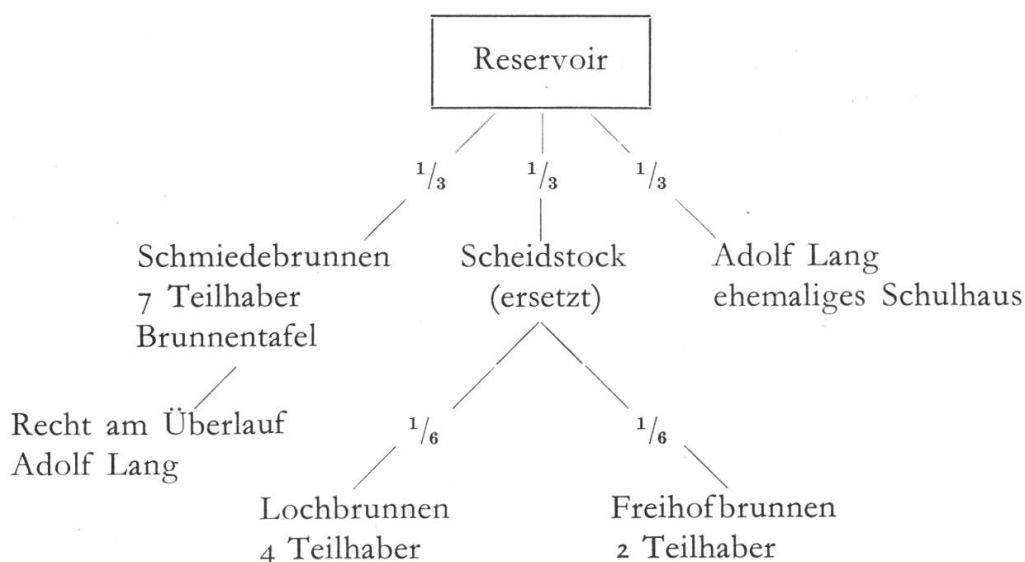 Reservoir
1/3 1/3 1/3
Schmiedebrunnen
7 Teilhaber
Brunnentafel
Scheidstock
(ersetzt)
Adolf Lang
ehemaliges Schulhaus
Recht am Überlauf
Adolf Lang
1/6 1/6
Lochbrunnen
4 Teilhaber
Freihofbrunnen
2 Teilhaber